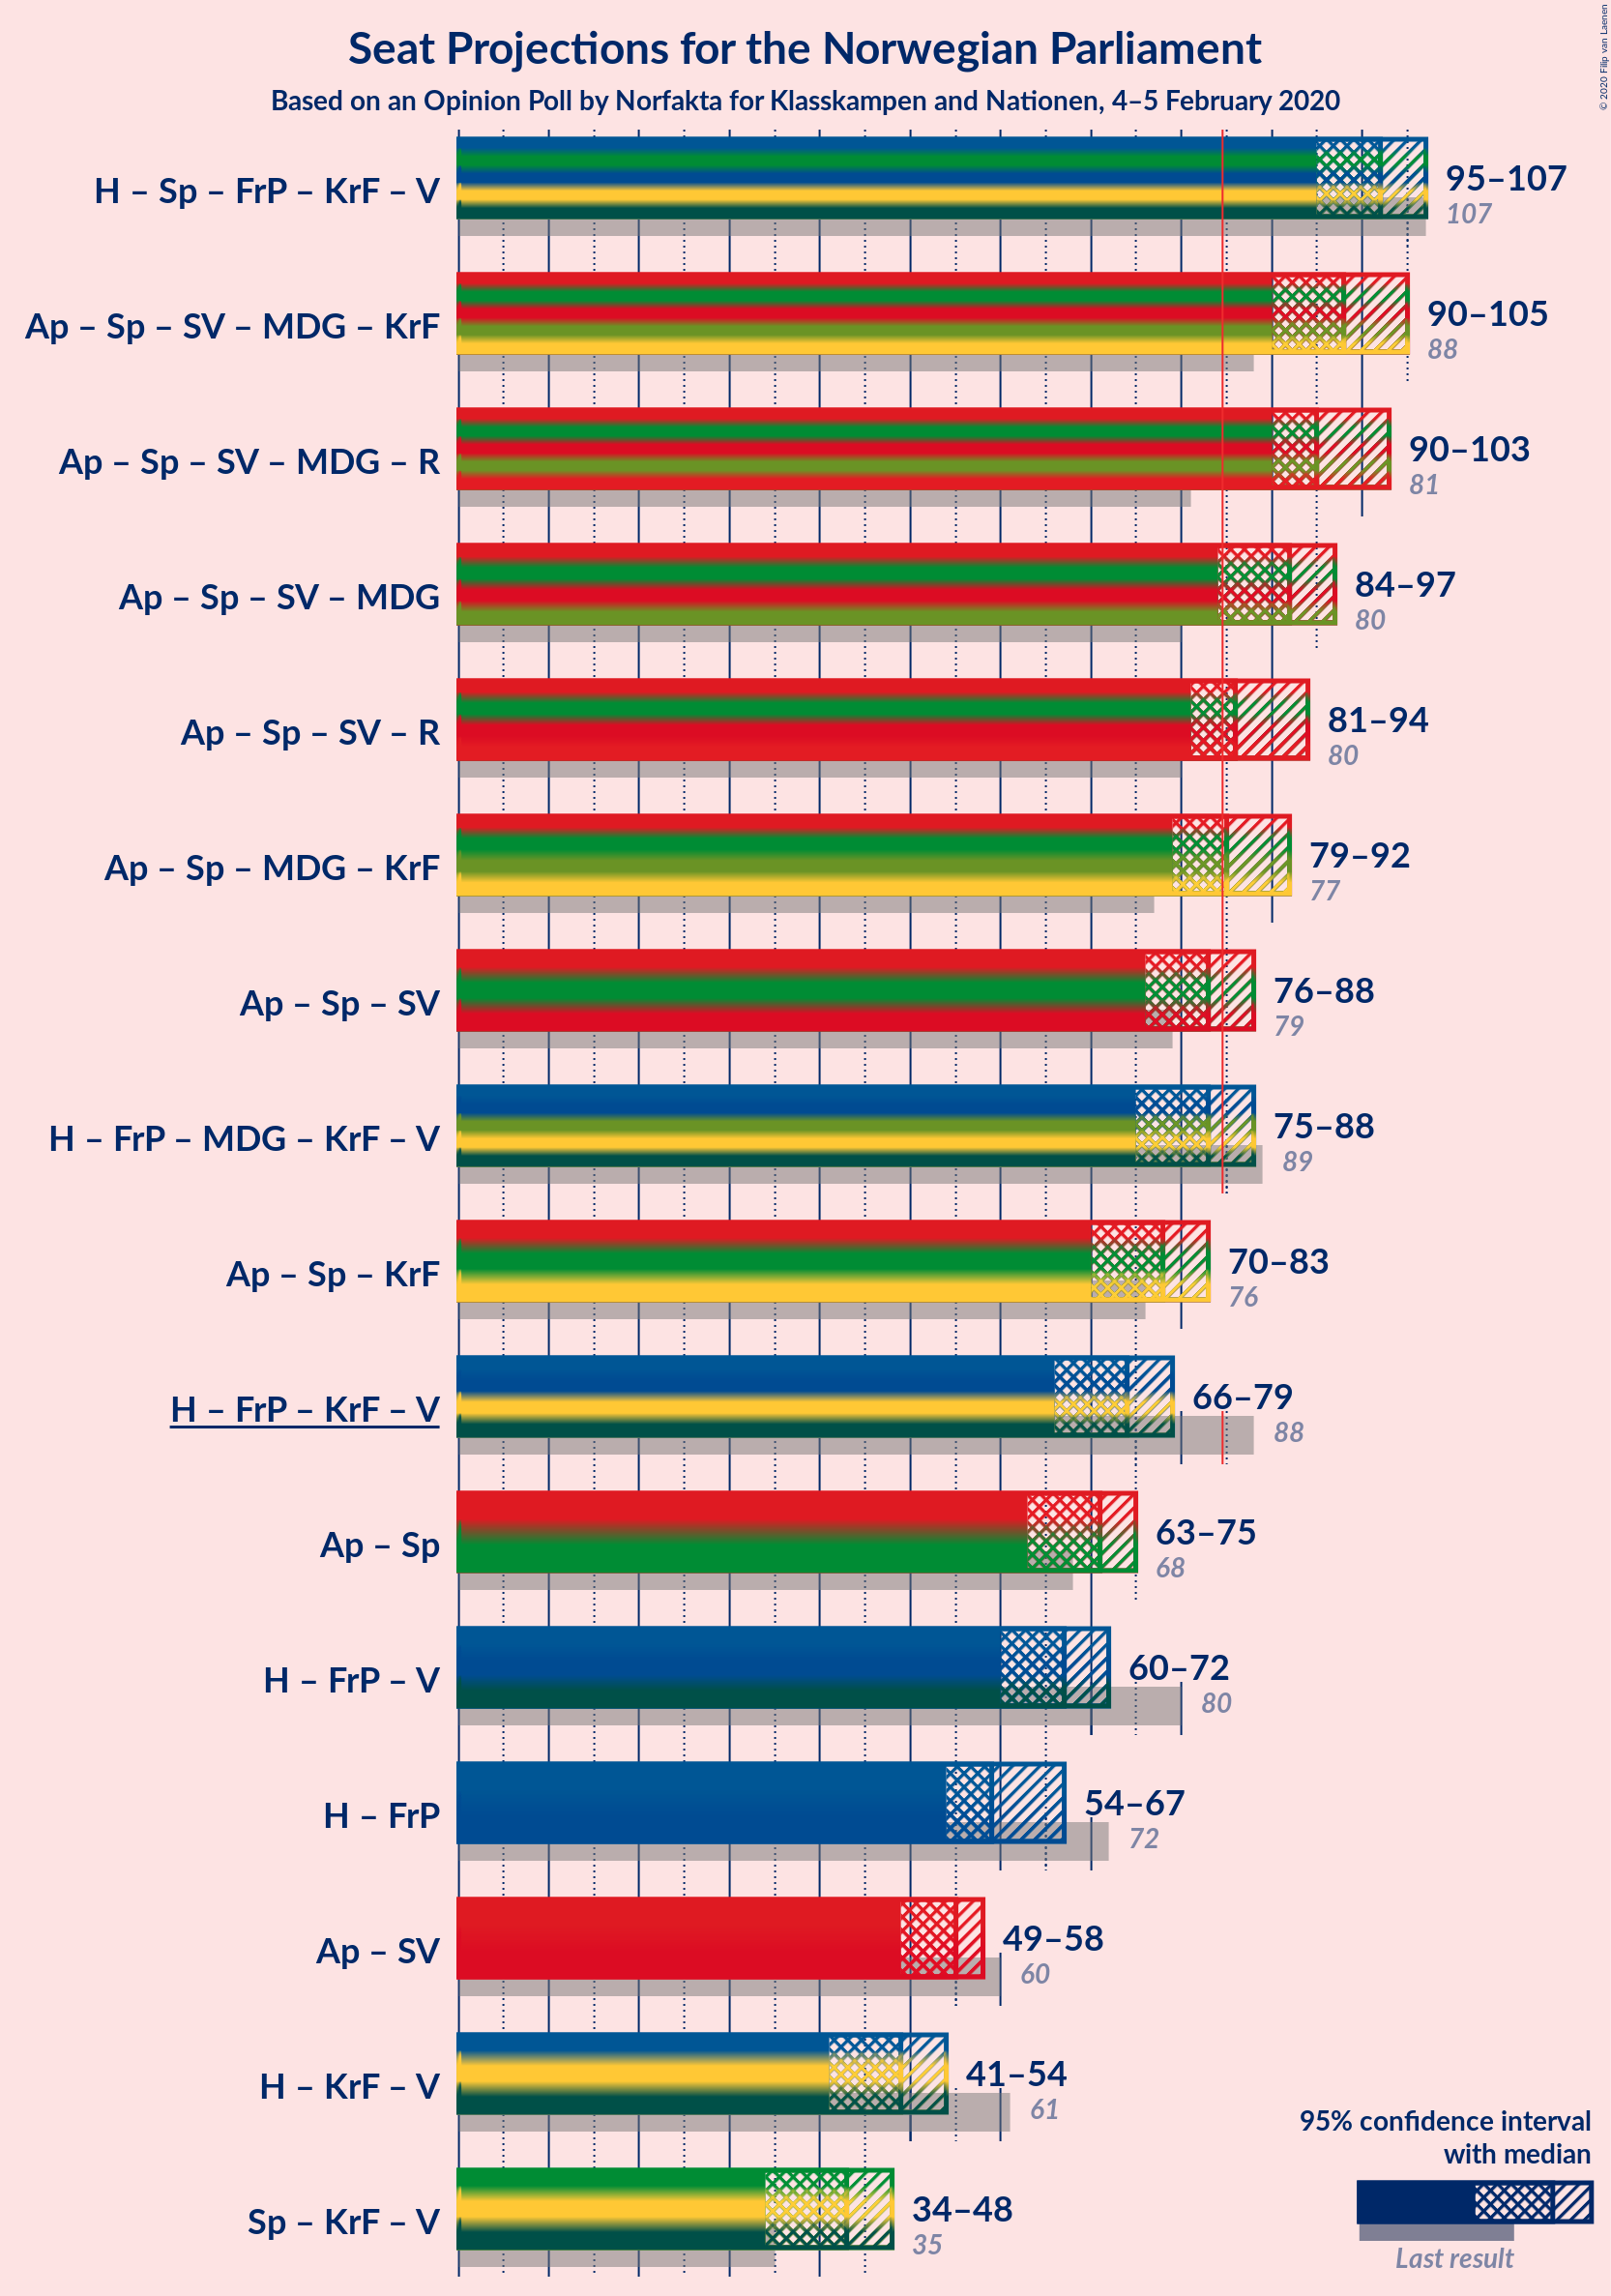 © 2020 Filip van Laenen
Seat Projections for the Norwegian Parliament
Based on an Opinion Poll by Norfakta for Klasskampen and Nationen, 4–5 February 2020
H – Sp – FrP – KrF – V
95–107
107
Ap – Sp – SV – MDG – KrF
90–105
88
Ap – Sp – SV – MDG – R
90–103
81
Ap – Sp – SV – MDG
84–97
80
Ap – Sp – SV – R
81–94
80
Ap – Sp – MDG – KrF
79–92
77
Ap – Sp – SV
76–88
79
H – FrP – MDG – KrF – V
75–88
89
Ap – Sp – KrF
70–83
76
H – FrP – KrF – V
66–79
88
Ap – Sp
63–75
68
H – FrP – V
60–72
80
H – FrP
54–67
72
Ap – SV
49–58
60
H – KrF – V
41–54
61
Sp – KrF – V
34–48
35
95% confidence interval
with median
Last result